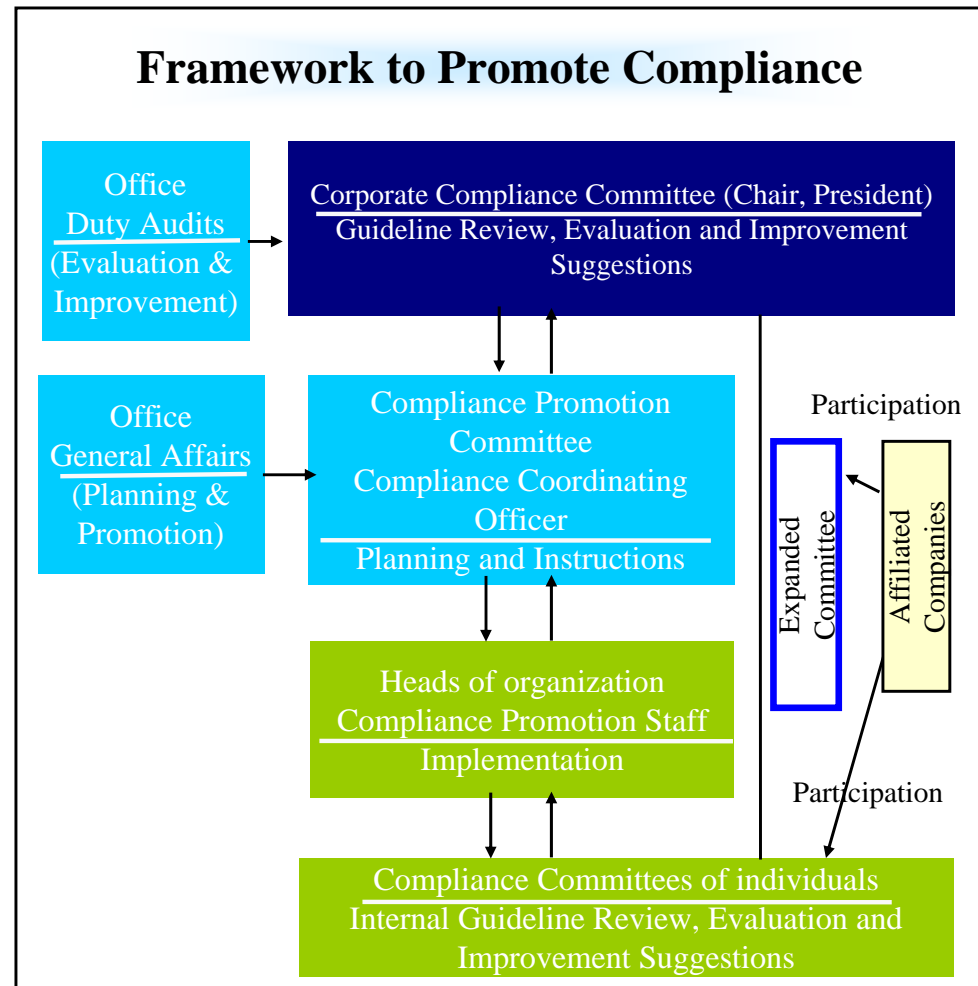 Framework to Promote Compliance
Office
Duty Audits
(Evaluation &
Improvement)
Corporate Compliance Committee (Chair, President)
Guideline Review, Evaluation and Improvement
Suggestions
Office
General Affairs
(Planning &
Promotion)
Compliance Promotion
Committee
Compliance Coordinating
Officer
Planning and Instructions
Participation
Expanded
Committee
Affiliated
Companies
Heads of organization
Compliance Promotion Staff
Implementation
Participation
Compliance Committees of individuals
Internal Guideline Review, Evaluation and
Improvement Suggestions